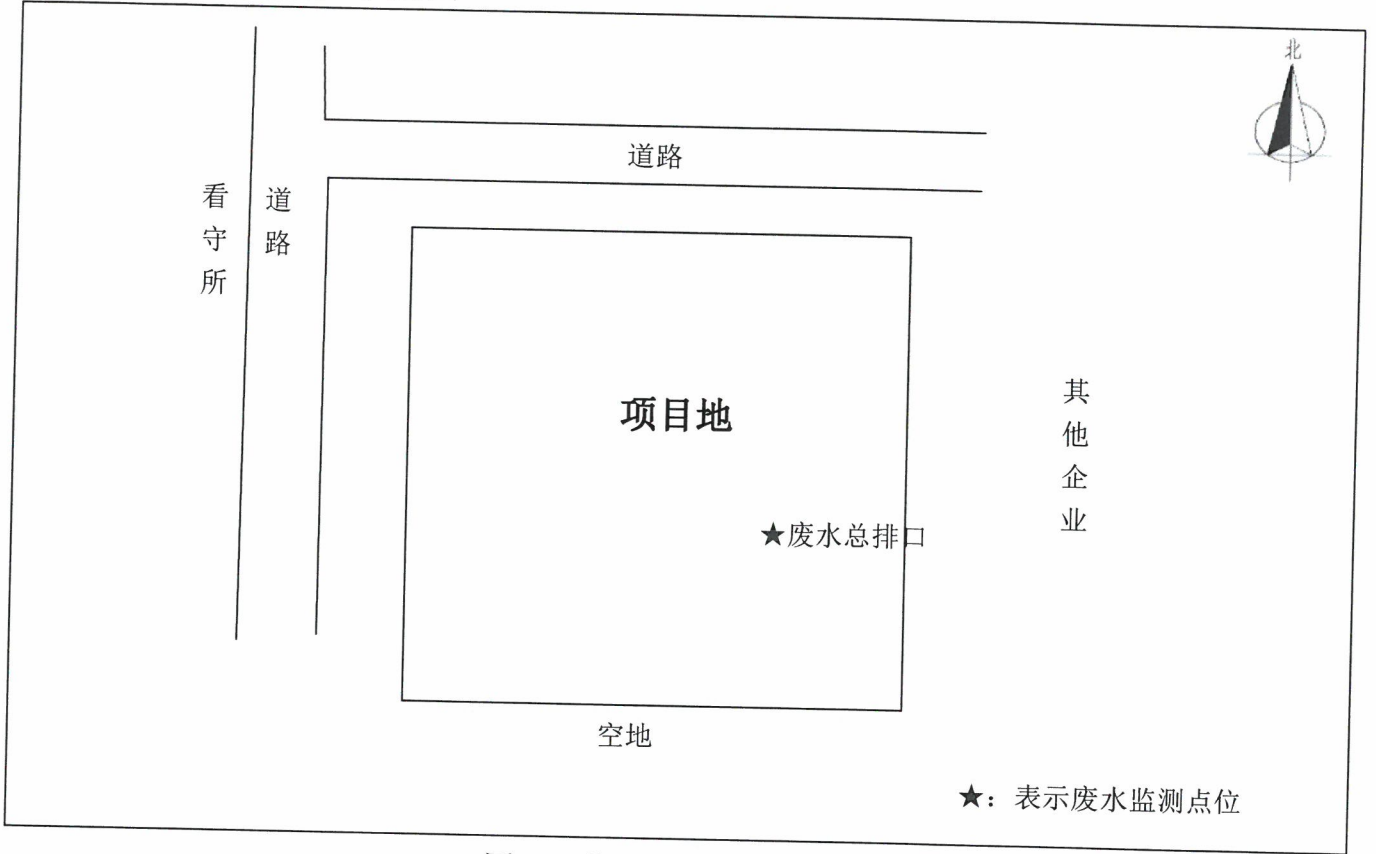 北
道路
看守所
道路
项目地
其他企业
★废水总排口
空地
★：表示废水监测点位